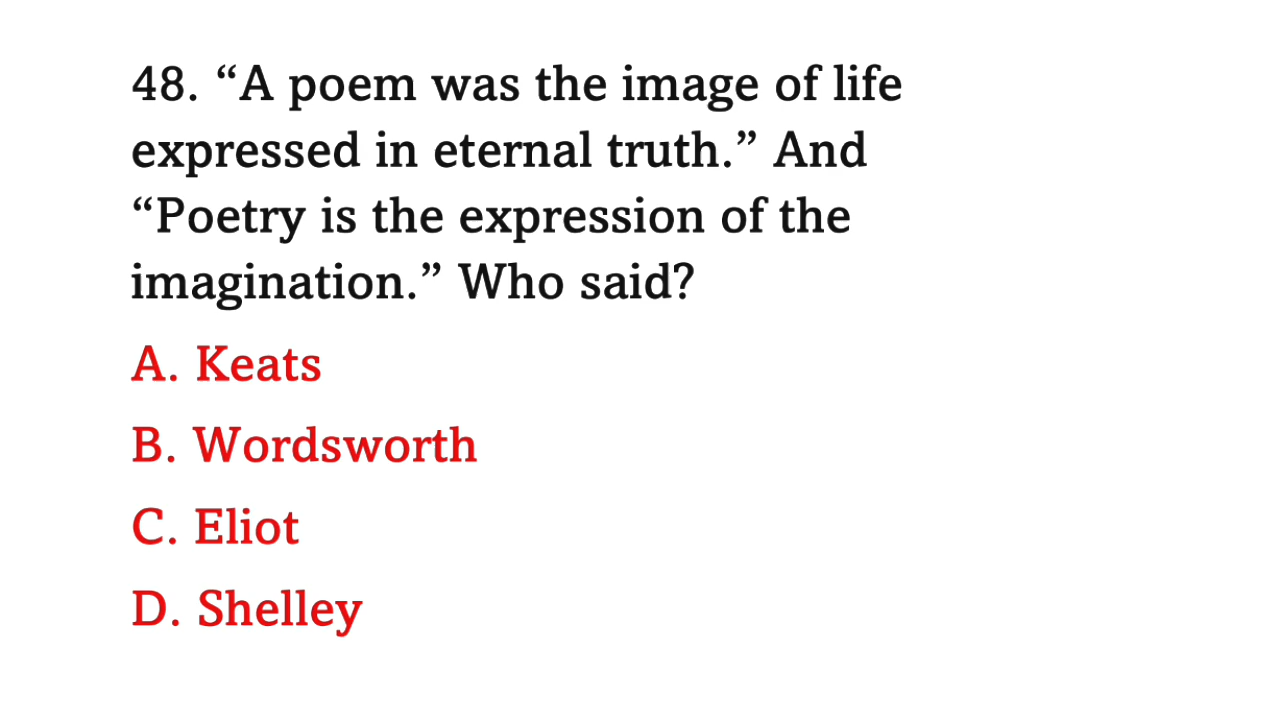 48. “A poem was the image of life
expressed in eternal truth.” And
“Poetry is the expression of the
imagination.” Who said?
A. Keats
B. Wordsworth
C. Eliot
D. Shelley